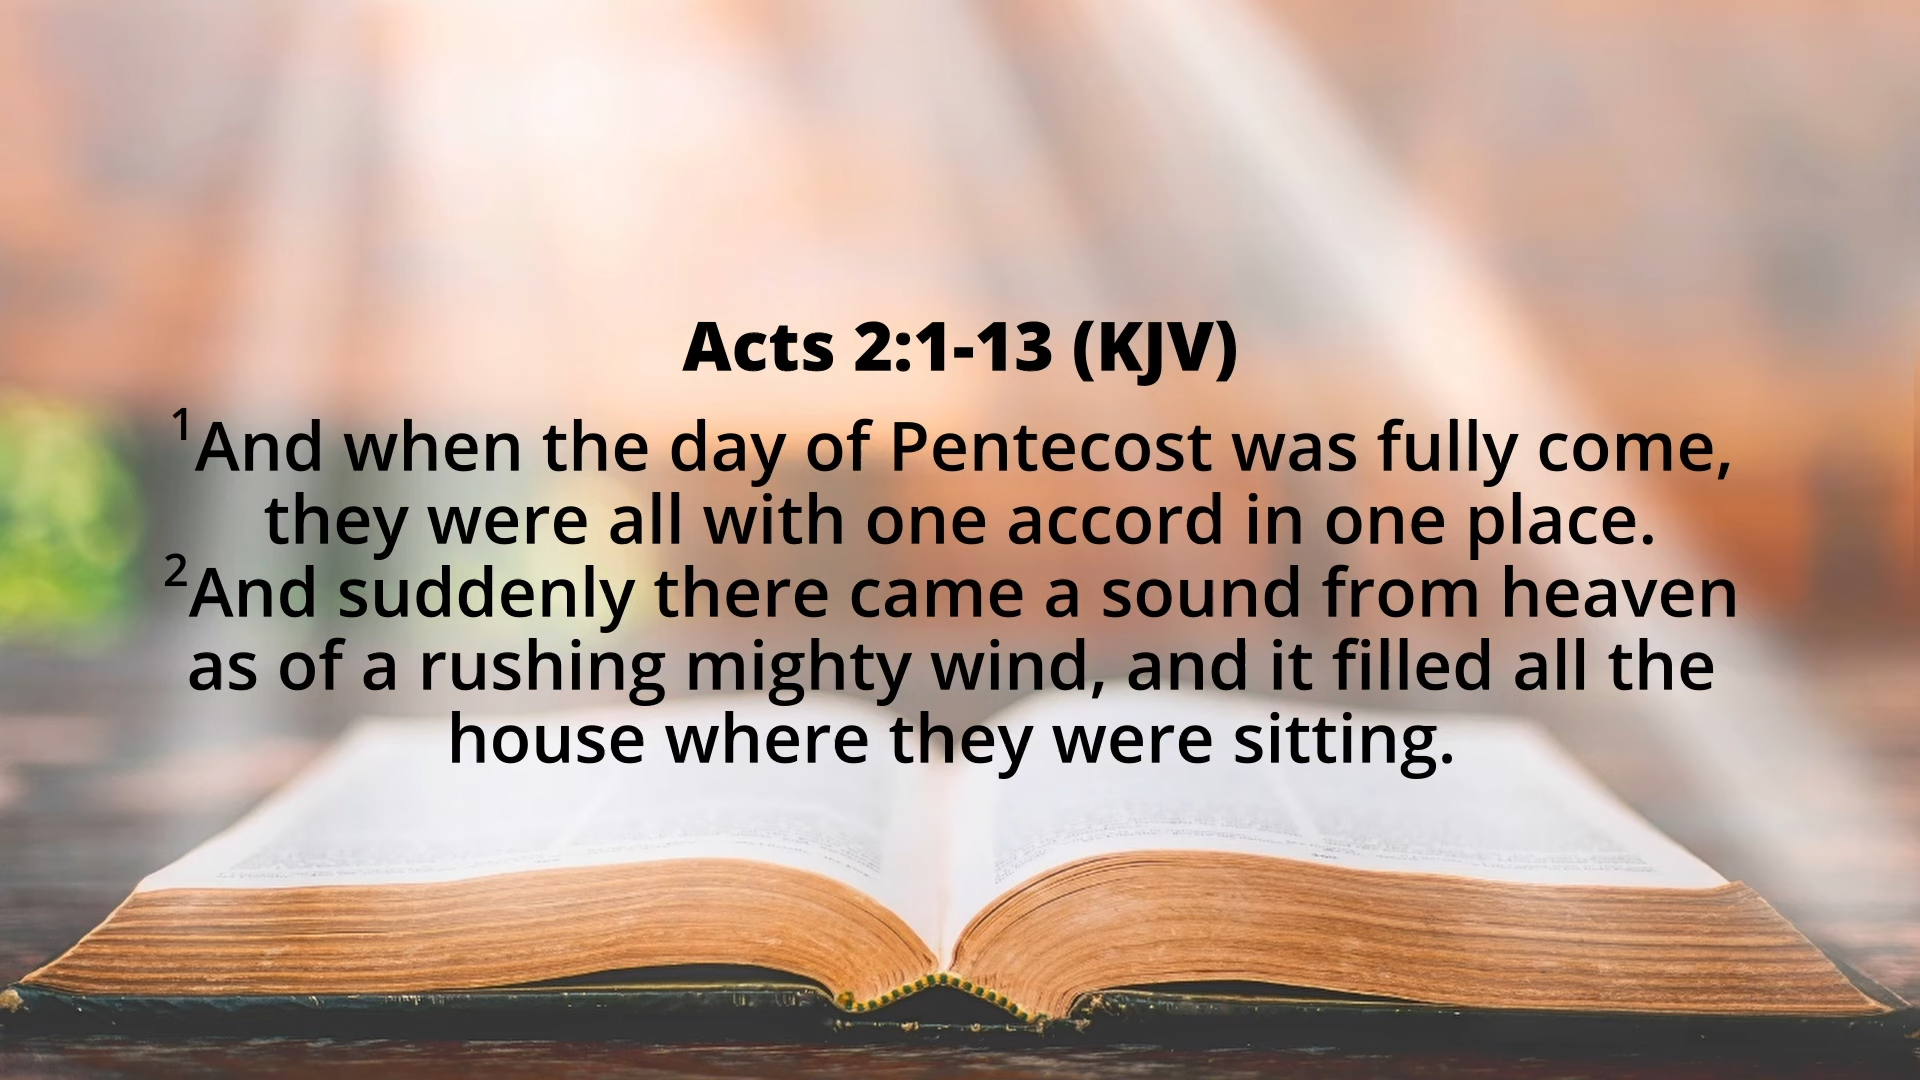 Acts 2:1-13 (KJV)
1And when the day of Pentecost was fully come,
they were all with one accord in one place.
2And suddenly there came a sound from heaven
as of a rushing mighty wind, and it filled all the
house where they were sitting.